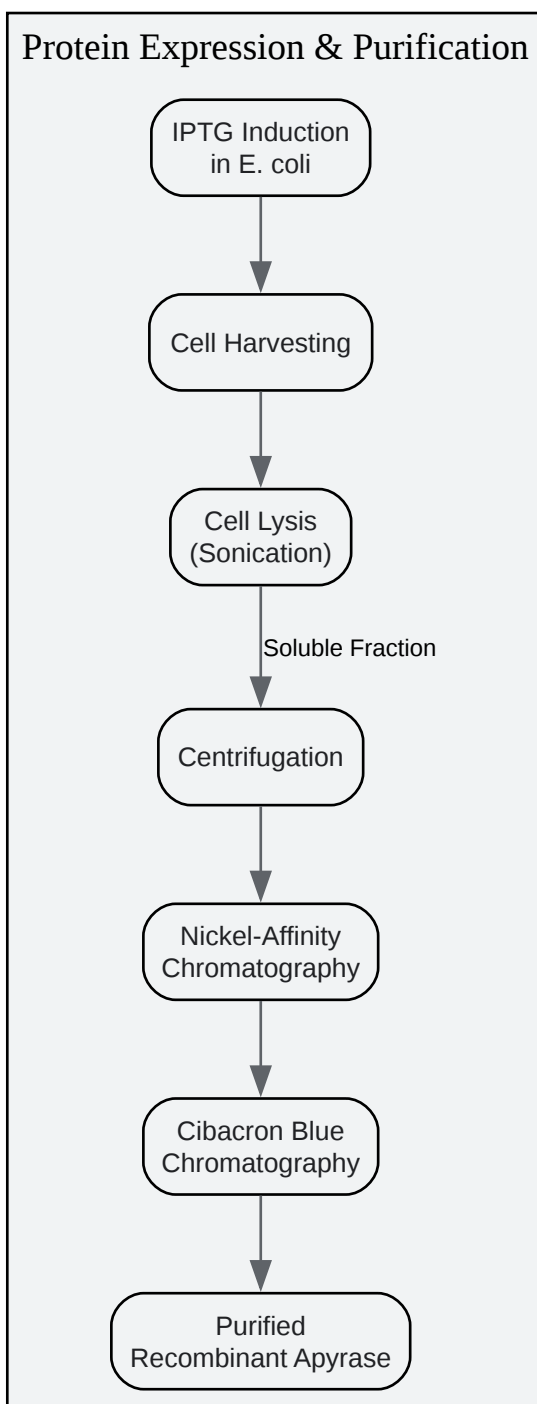 Protein Expression & Purification
IPTG Induction
in E. coli
Cell Harvesting
Cell Lysis
(Sonication)
Soluble Fraction
Centrifugation
Nickel-Affinity
Chromatography
Cibacron Blue
Chromatography
Purified
Recombinant Apyrase